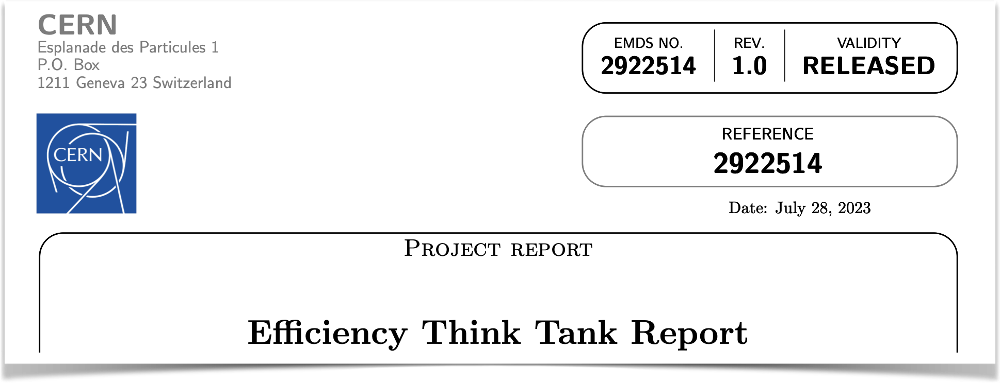 CERN
Esplanade des Particules 1
P.O. Box
1211 Geneva 23 Switzerland
EMDS NO.
2922514
REV.
1.0
VALIDITY
RELEASED
CERN
REFERENCE
2922514
Date: July 28, 2023
Project report
Efficiency Think Tank Report